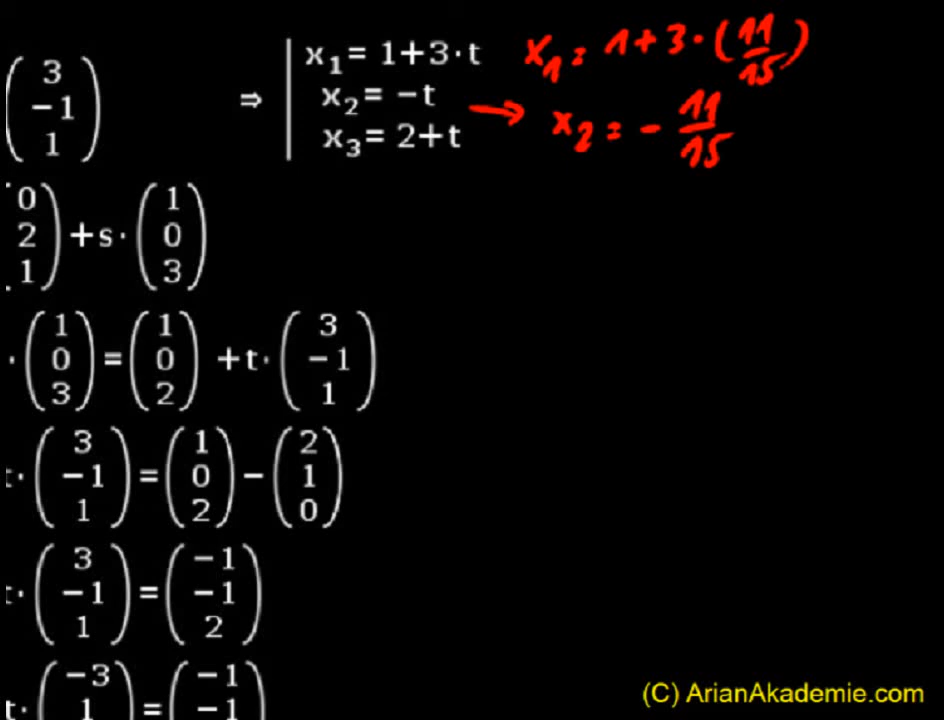 (3 -1 1) ⇒ | x₁ = 1+3·t
x₂ = -t
x₃ = 2+t
x₁ = 1 + 3 · (11/15)
→ x₂ = - 11/15
(0 2 1) +s· (1 0 3)
· (1 0 3) = (1 0 2) +t· (3 -1 1)
t· (3 -1 1) = (1 0 2) - (2 1 0)
t· (3 -1 1) = (-1 -1 2)
t· (-3 1 = (-1 -1
(C) ArianAkademie.com